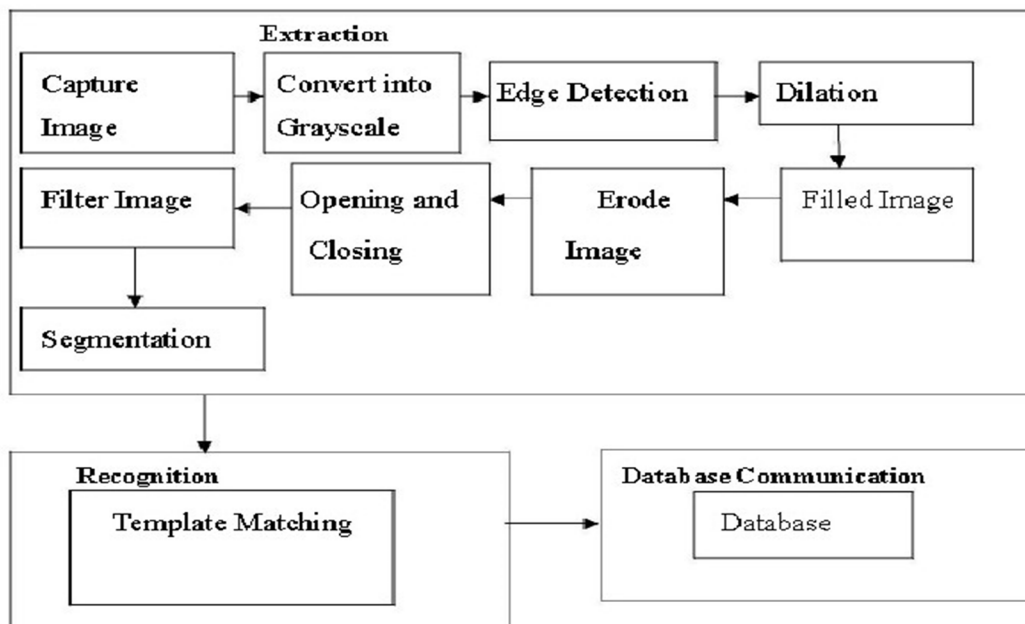 Extraction
Capture
Image
Convert into
Grayscale
Edge Detection
Dilation
Filter Image
Opening and
Closing
Erode
Image
Filled Image
Segmentation
Recognition
Template Matching
Database Communication
Database